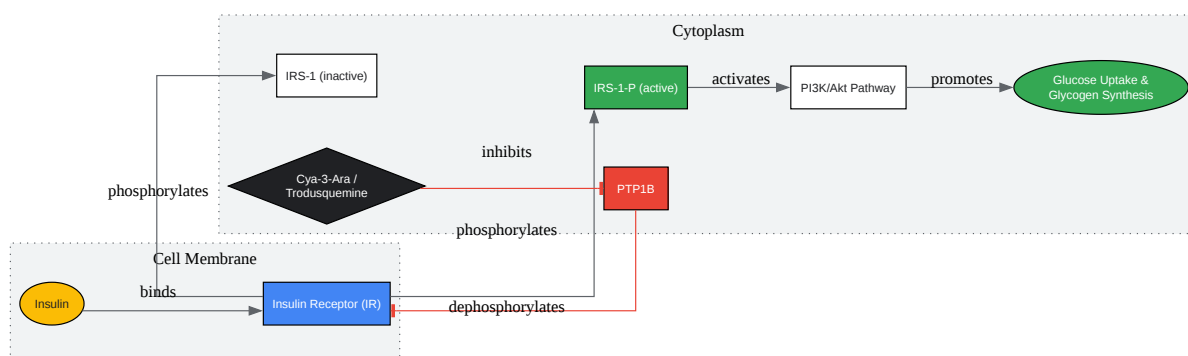 Cytoplasm
IRS-1 (inactive)
IRS-1-P (active)
activates
PI3K/Akt Pathway
promotes
Glucose Uptake &
Glycogen Synthesis
inhibits
Cya-3-Ara /
Trodusquemine
PTP1B
phosphorylates
phosphorylates
Cell Membrane
Insulin
binds
Insulin Receptor (IR)
dephosphorylates